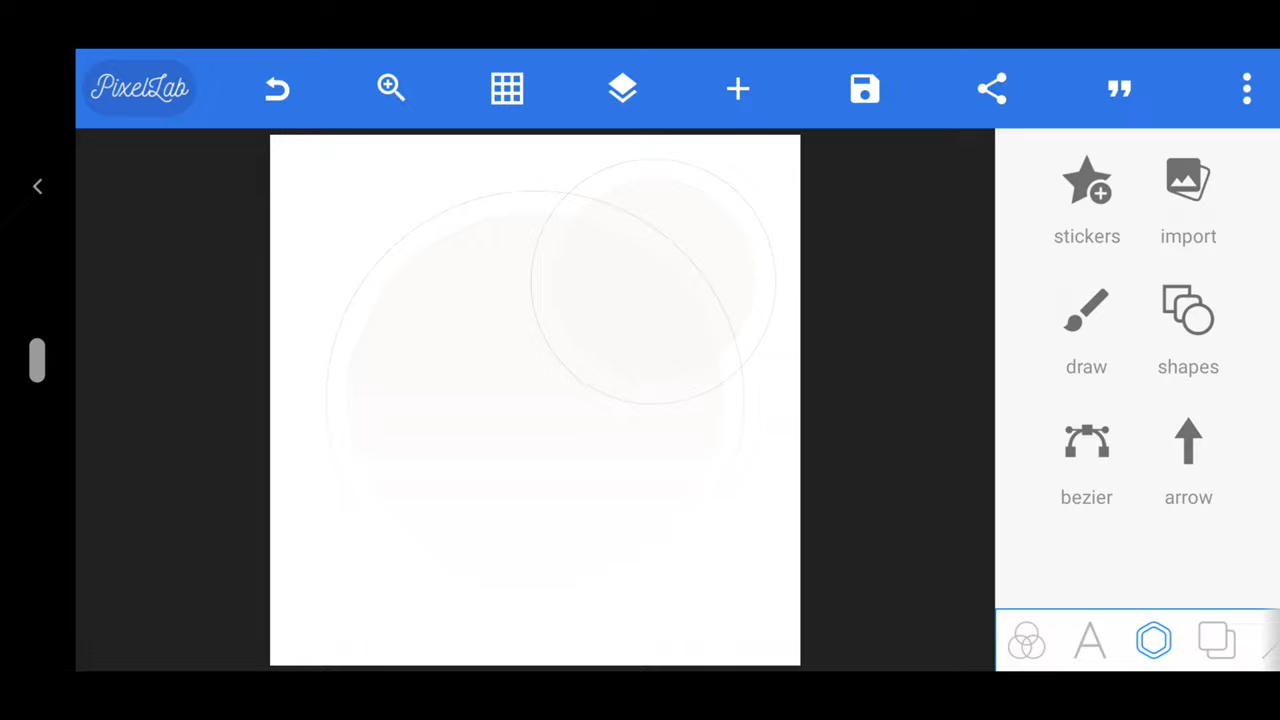 PixelLab
stickers
import
draw
shapes
bezier
arrow